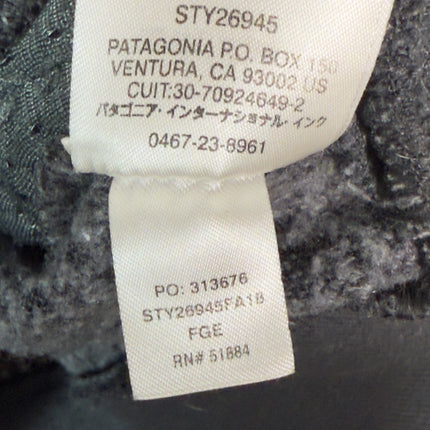 STY26945
PATAGONIA P.O. BOX 150
VENTURA, CA 93002 US
CUIT:30-70924649-2
パタゴニア・インターナショナル・インク
0467-23-8961
PO: 313676
STY26945FA18
FGE
RN# 51884